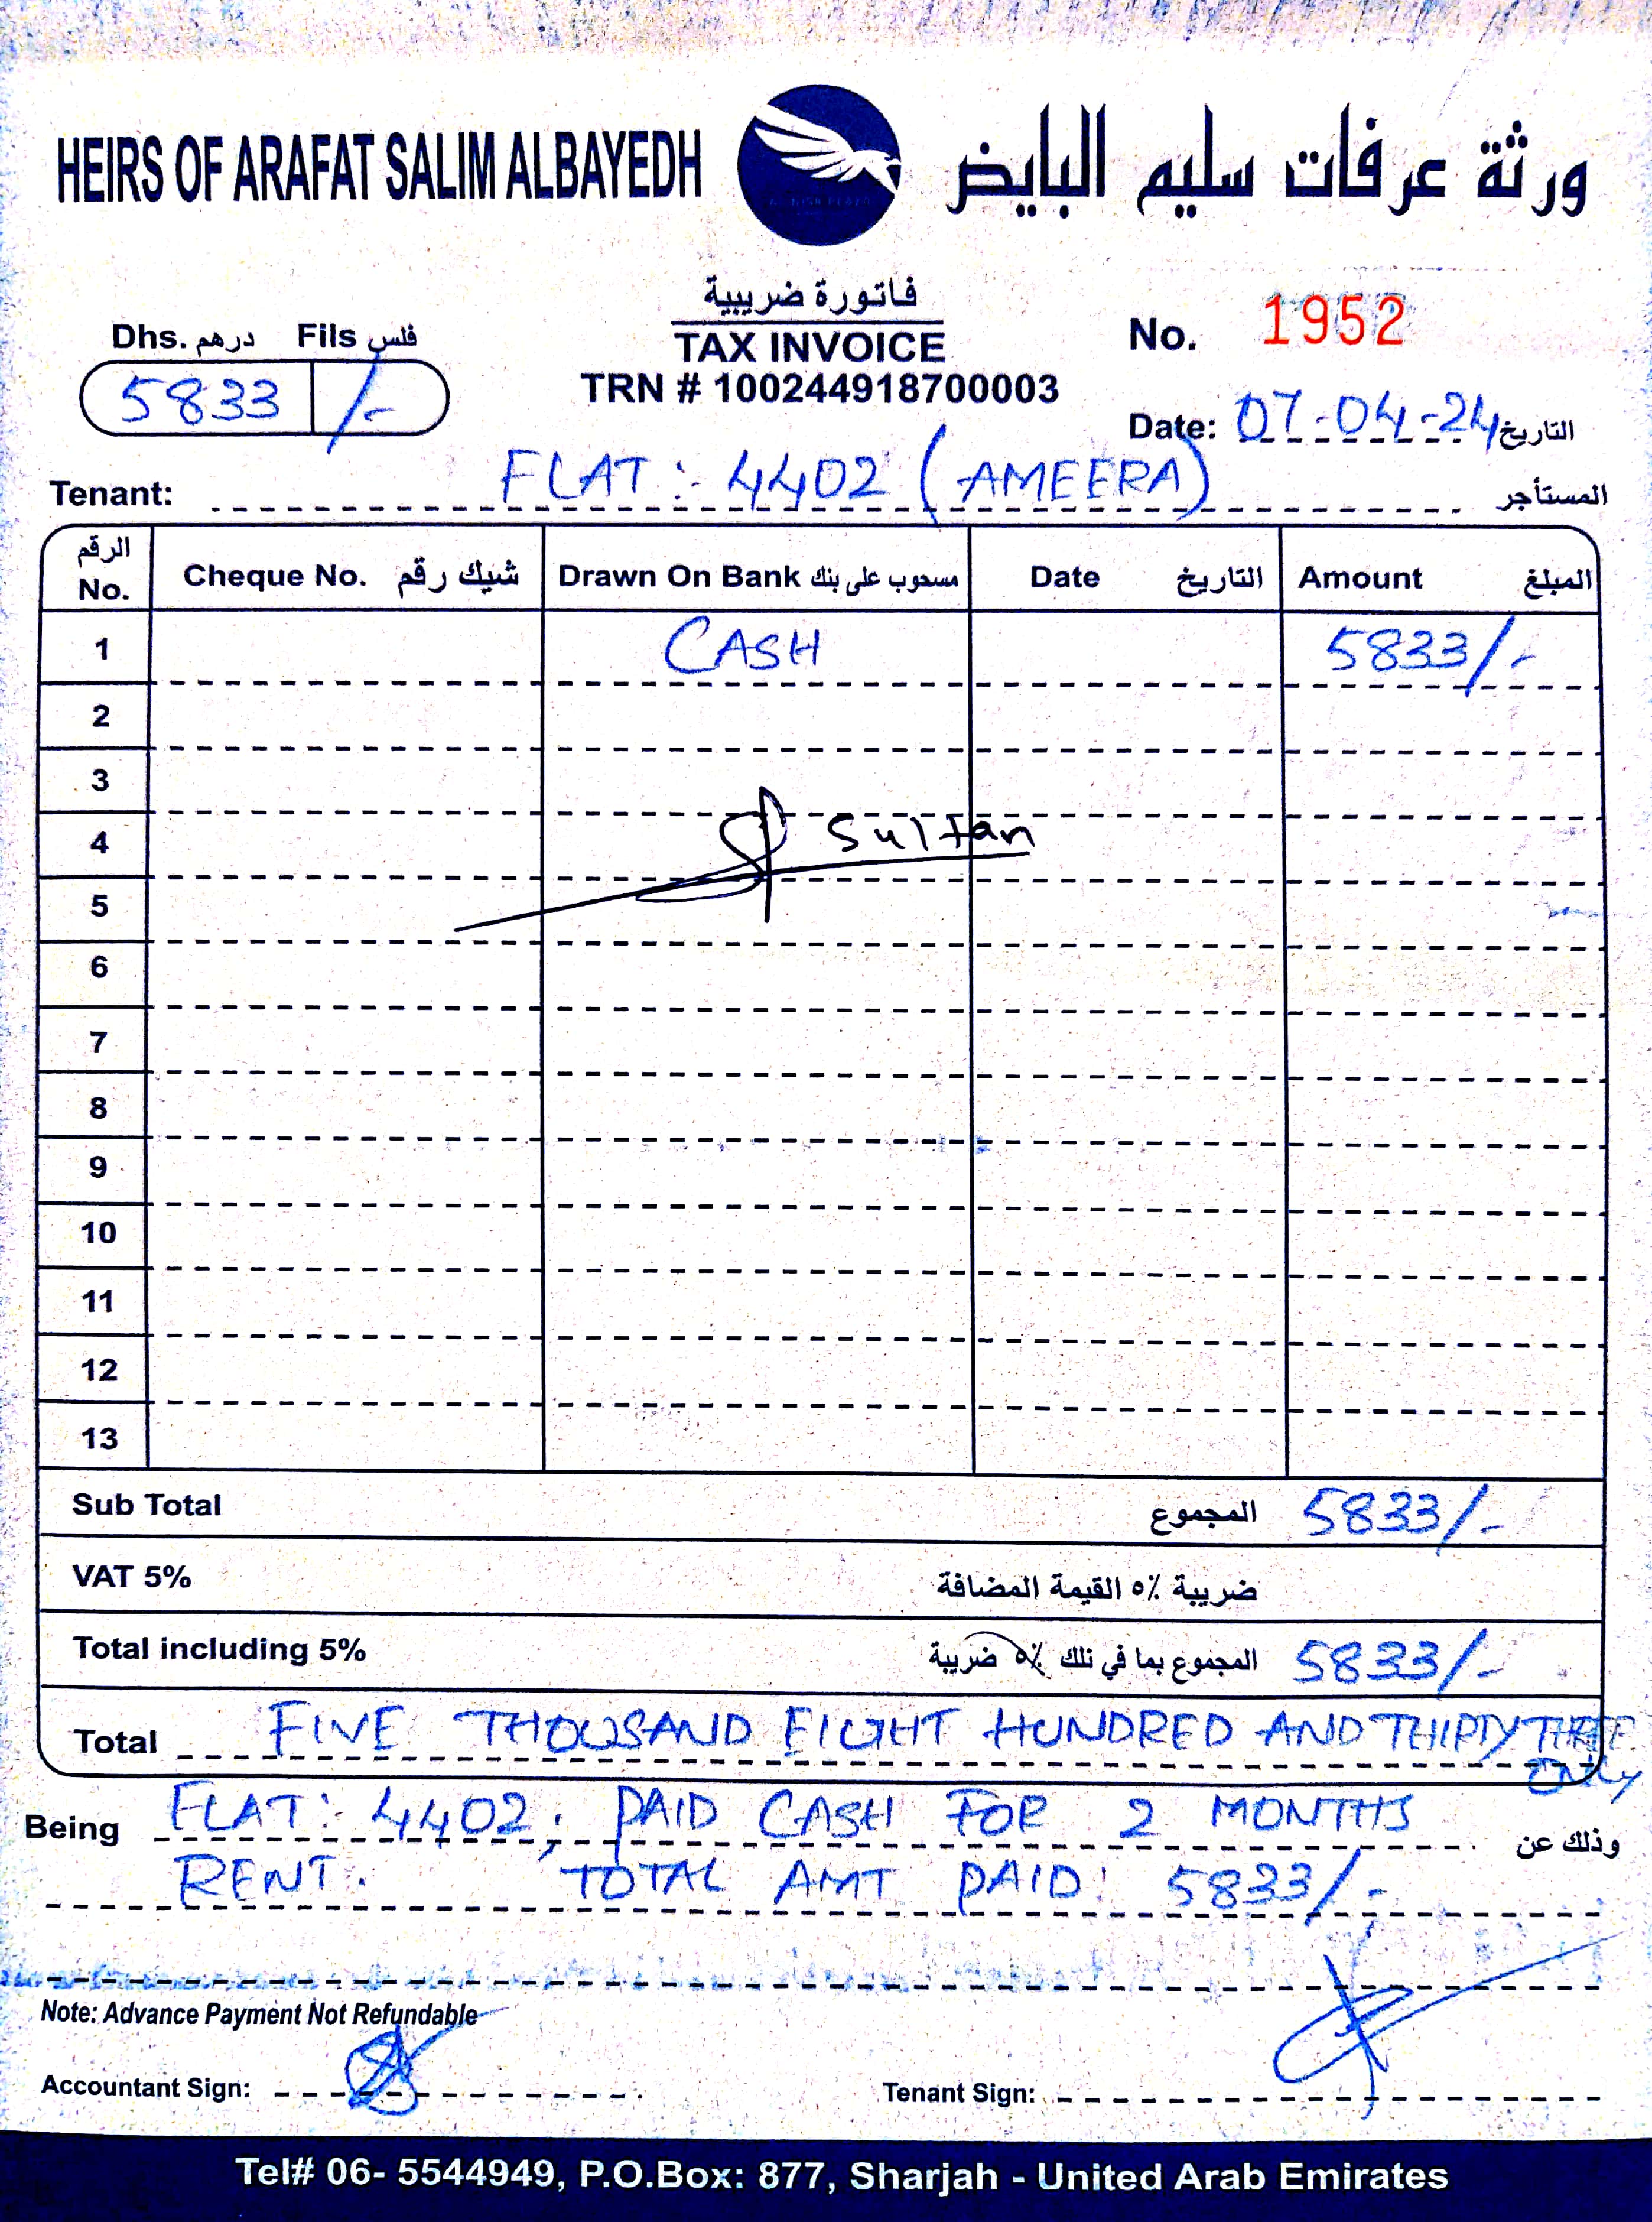 HEIRS OF ARAFAT SALIM ALBAYEDH ورثة عرفات سليم البايض
فاتورة ضريبية
TAX INVOICE
TRN # 100244918700003
Dhs. درهم Fils فلس
5833 /-
No. 1952
Date: 07-04-24 التاريخ
Tenant: FLAT: 4402 (AMEERA) المستأجر
الرقم No. Cheque No. شيك رقم Drawn On Bank مسحوب على بنك Date التاريخ Amount المبلغ
1 CASH 5833/-
2
3
4 Sultan
5
6
7
8
9
10
11
12
13
Sub Total المجموع 5833/-
VAT 5% ضريبة ٥٪ القيمة المضافة
Total including 5% المجموع بما في تلك ٥٪ ضريبة 5833/-
Total FIVE THOUSAND EIGHT HUNDRED AND THIRTY THREE
ONLY
Being FLAT: 4402, PAID CASH FOR 2 MONTHS وذلك عن
RENT. TOTAL AMT PAID: 5833/-
Note: Advance Payment Not Refundable
Accountant Sign: Tenant Sign:
Tel# 06- 5544949, P.O.Box: 877, Sharjah - United Arab Emirates